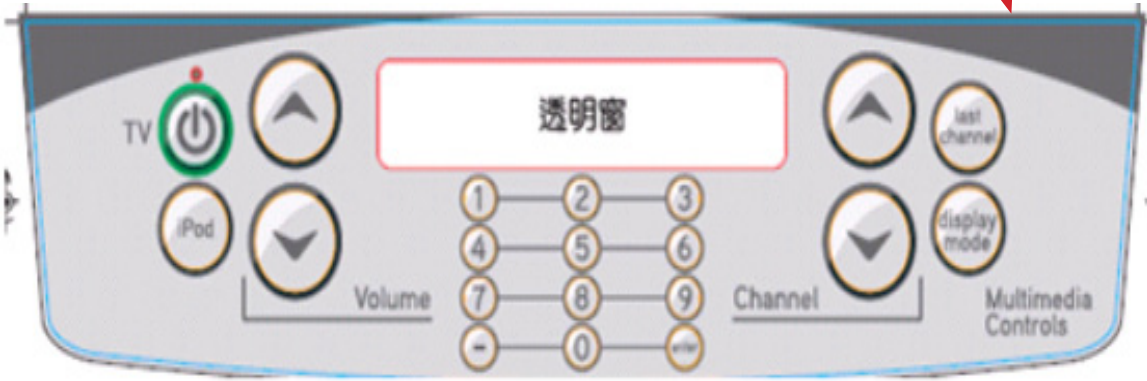 透明窗
TV
iPod
last
channel
display
mode
1 2 3
4 5 6
7 8 9
- 0 enter
Volume
Channel
Multimedia
Controls